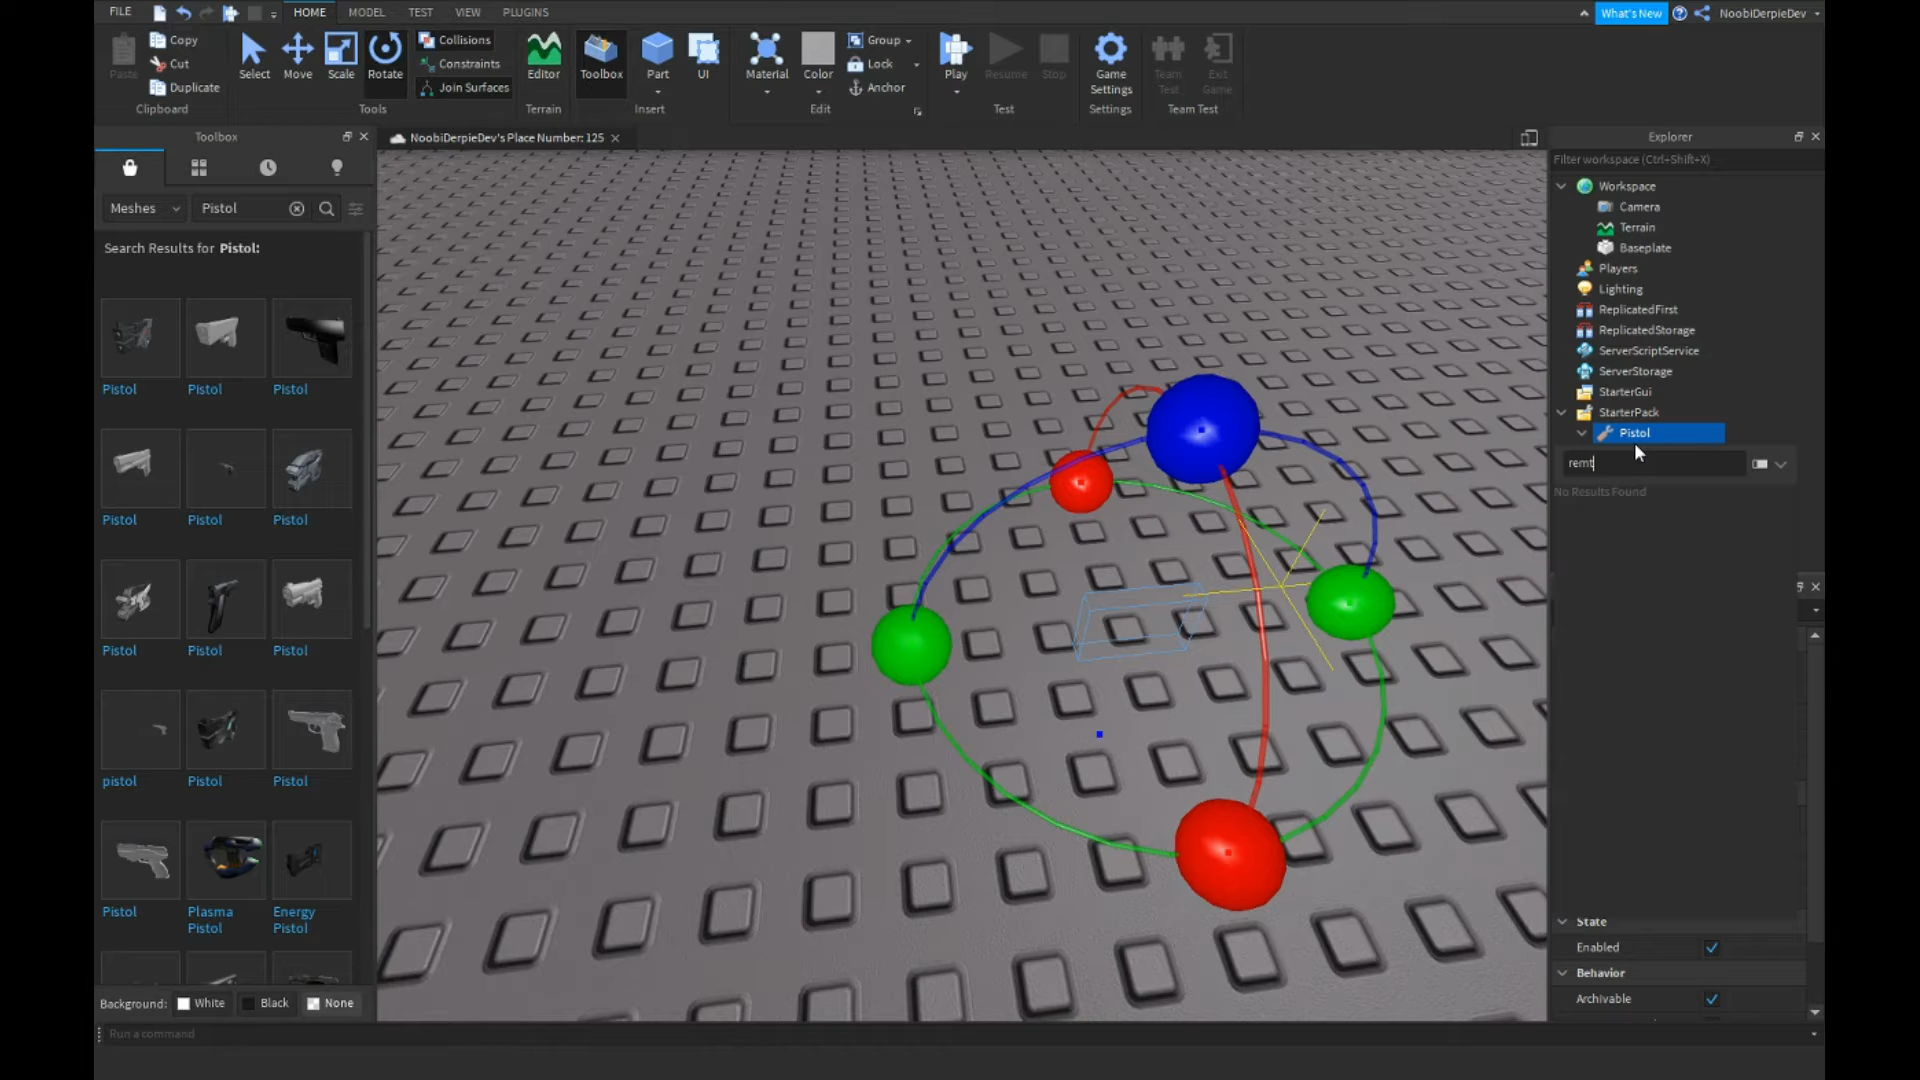 FILE HOME MODEL TEST VIEW PLUGINS What's New NoobiDerpieDev
Paste Copy Cut Duplicate Clipboard
Select Move Scale Rotate Collisions Constraints Join Surfaces Tools
Editor Terrain
Toolbox Part UI Insert
Material Color Group Lock Anchor Edit
Play Resume Stop Test
Game Settings Settings
Team Test Exit Game Team Test
Toolbox
NoobiDerpieDev's Place Number: 125
Explorer
Meshes Pistol
Search Results for Pistol:
Pistol Pistol Pistol
Pistol Pistol Pistol
Pistol Pistol Pistol
pistol Pistol Pistol
Pistol Plasma Pistol Energy Pistol
Background: White Black None
Run a command
Filter workspace (Ctrl+Shift+X)
Workspace
Camera
Terrain
Baseplate
Players
Lighting
ReplicatedFirst
ReplicatedStorage
ServerScriptService
ServerStorage
StarterGui
StarterPack
Pistol
remt
No Results Found
State
Enabled
Behavior
Archivable